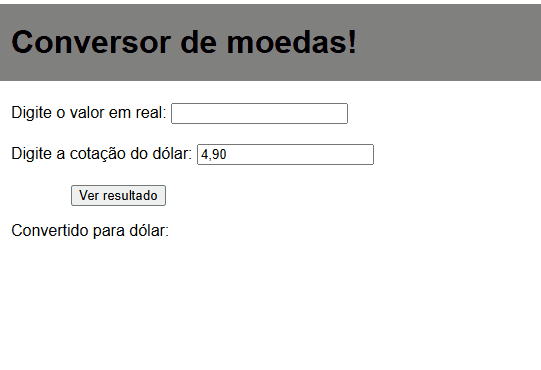 Conversor de moedas!
Digite o valor em real:
Digite a cotação do dólar: 4,90
Ver resultado
Convertido para dólar: